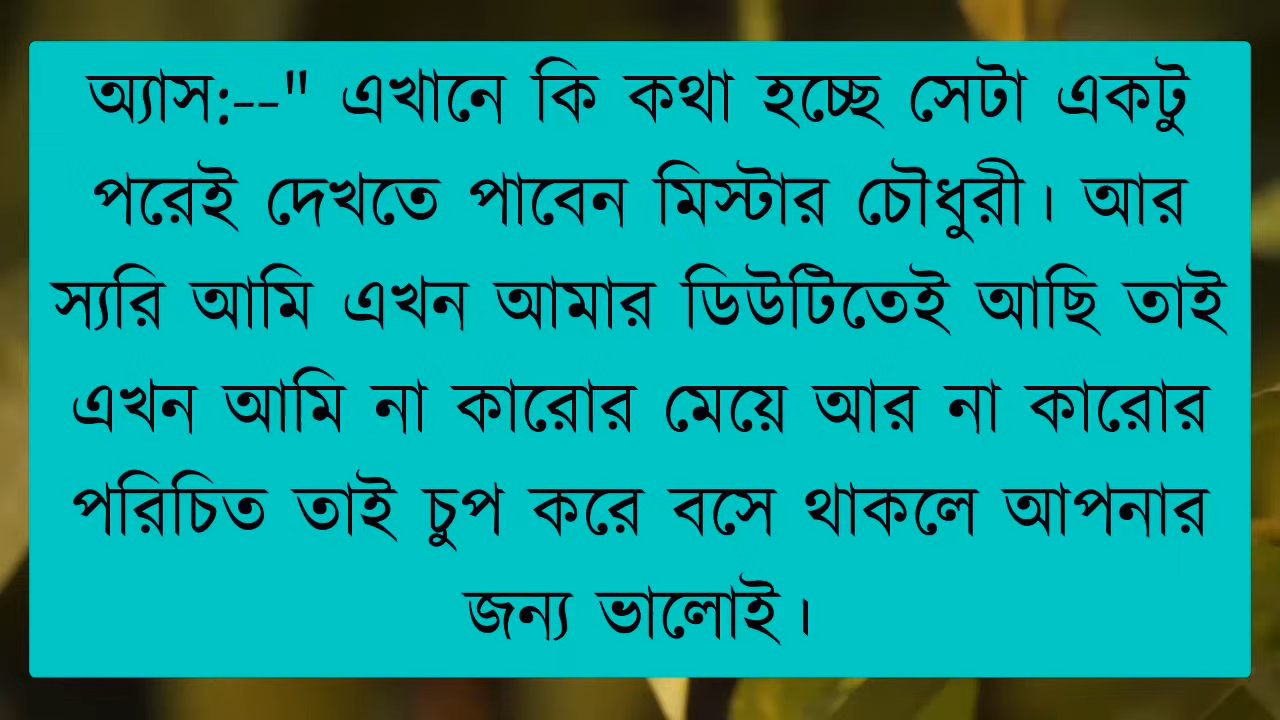 অ্যাস:--" এখানে কি কথা হচ্ছে সেটা একটু
পরেই দেখতে পাবেন মিস্টার চৌধুরী। আর
স্যরি আমি এখন আমার ডিউটিতেই আছি তাই
এখন আমি না কারোর মেয়ে আর না কারোর
পরিচিত তাই চুপ করে বসে থাকলে আপনার
জন্য ভালোই।